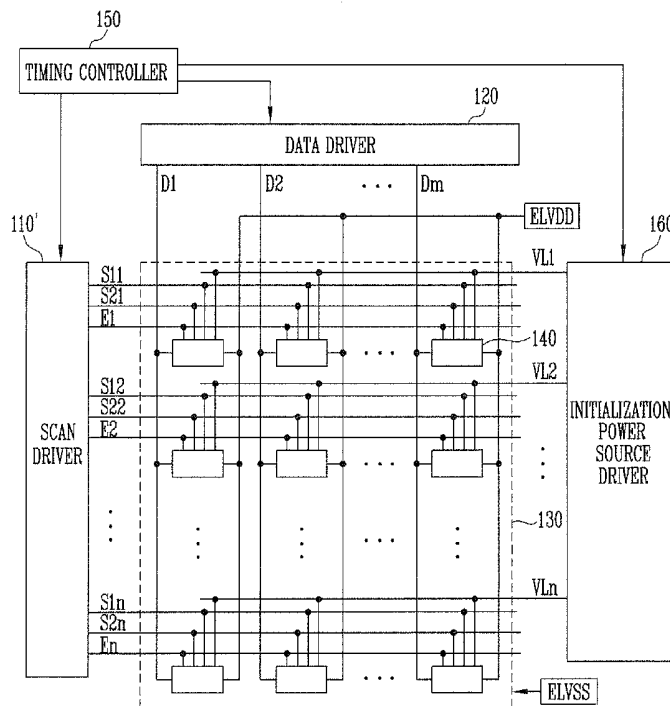 150
TIMING CONTROLLER
120
DATA DRIVER
D1 D2 ... Dm
ELVDD
110'
160
VL1
S11
S21
E1
140
VL2
S12
S22
E2
SCAN
DRIVER
INITIALIZATION
POWER
SOURCE
DRIVER
130
VLn
S1n
S2n
En
ELVSS